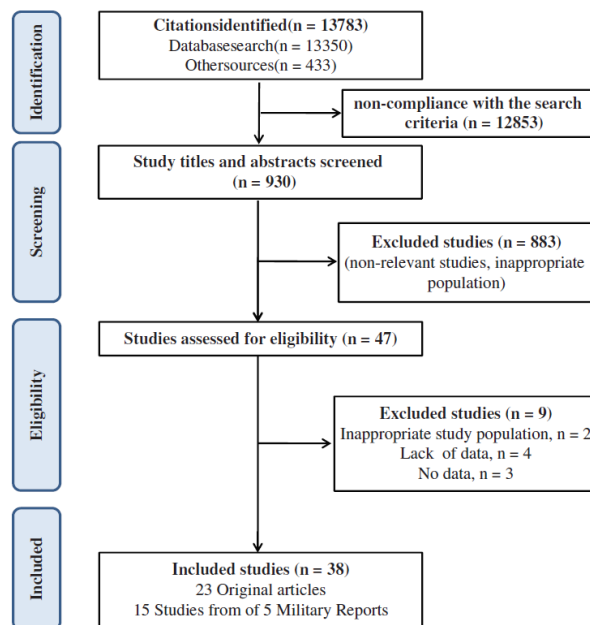 Identification
Citationsidentified(n = 13783)
Databasesearch(n = 13350)
Othersources(n = 433)
non-compliance with the search
criteria (n = 12853)
Screening
Study titles and abstracts screened
(n = 930)
Excluded studies (n = 883)
(non-relevant studies, inappropriate
population)
Eligibility
Studies assessed for eligibility (n = 47)
Excluded studies (n = 9)
Inappropriate study population, n = 2
Lack of data, n = 4
No data, n = 3
Included
Included studies (n = 38)
23 Original articles
15 Studies from of 5 Military Reports